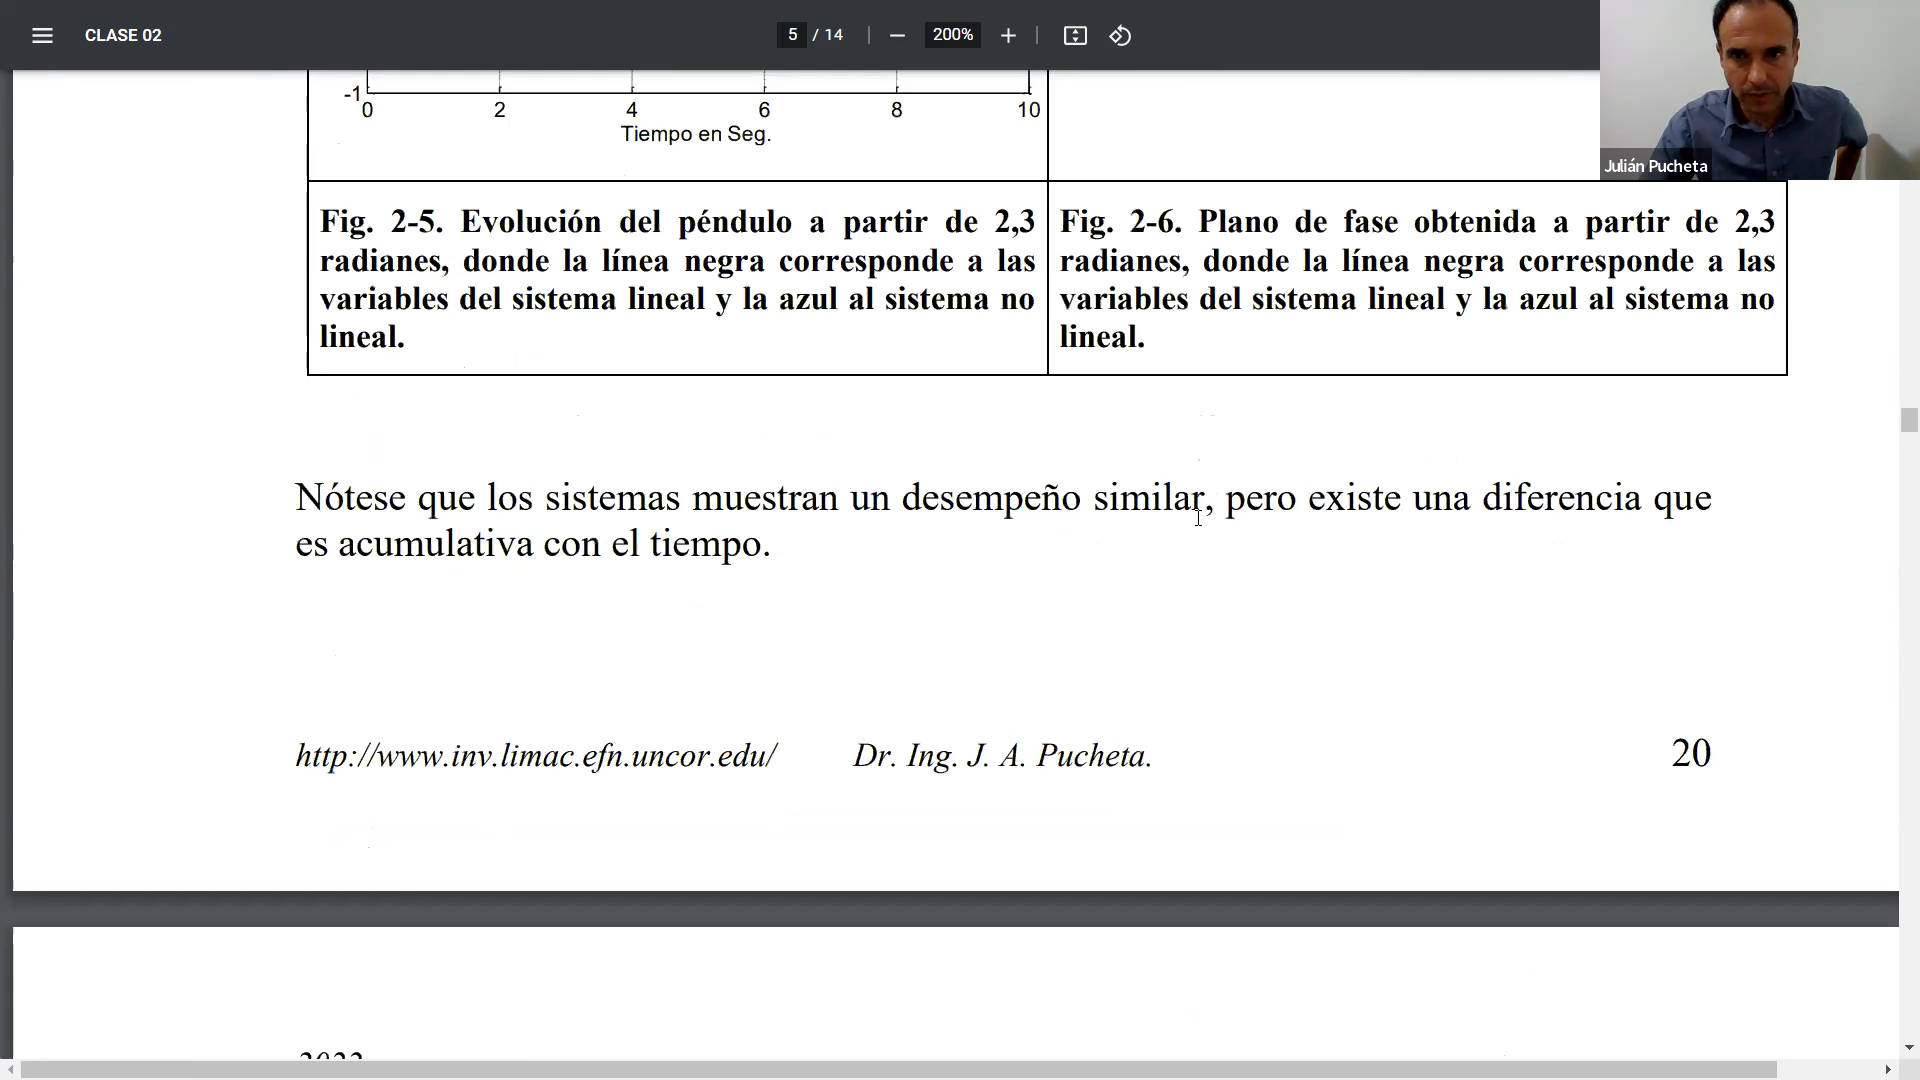 CLASE 02
5 / 14
200%
Julián Pucheta
-1
0 2 4 6 8 10
Tiempo en Seg.
Fig. 2-5. Evolución del péndulo a partir de 2,3
radianes, donde la línea negra corresponde a las
variables del sistema lineal y la azul al sistema no
lineal.
Fig. 2-6. Plano de fase obtenida a partir de 2,3
radianes, donde la línea negra corresponde a las
variables del sistema lineal y la azul al sistema no
lineal.
Nótese que los sistemas muestran un desempeño similar, pero existe una diferencia que
es acumulativa con el tiempo.
http://www.inv.limac.efn.uncor.edu/ Dr. Ing. J. A. Pucheta. 20